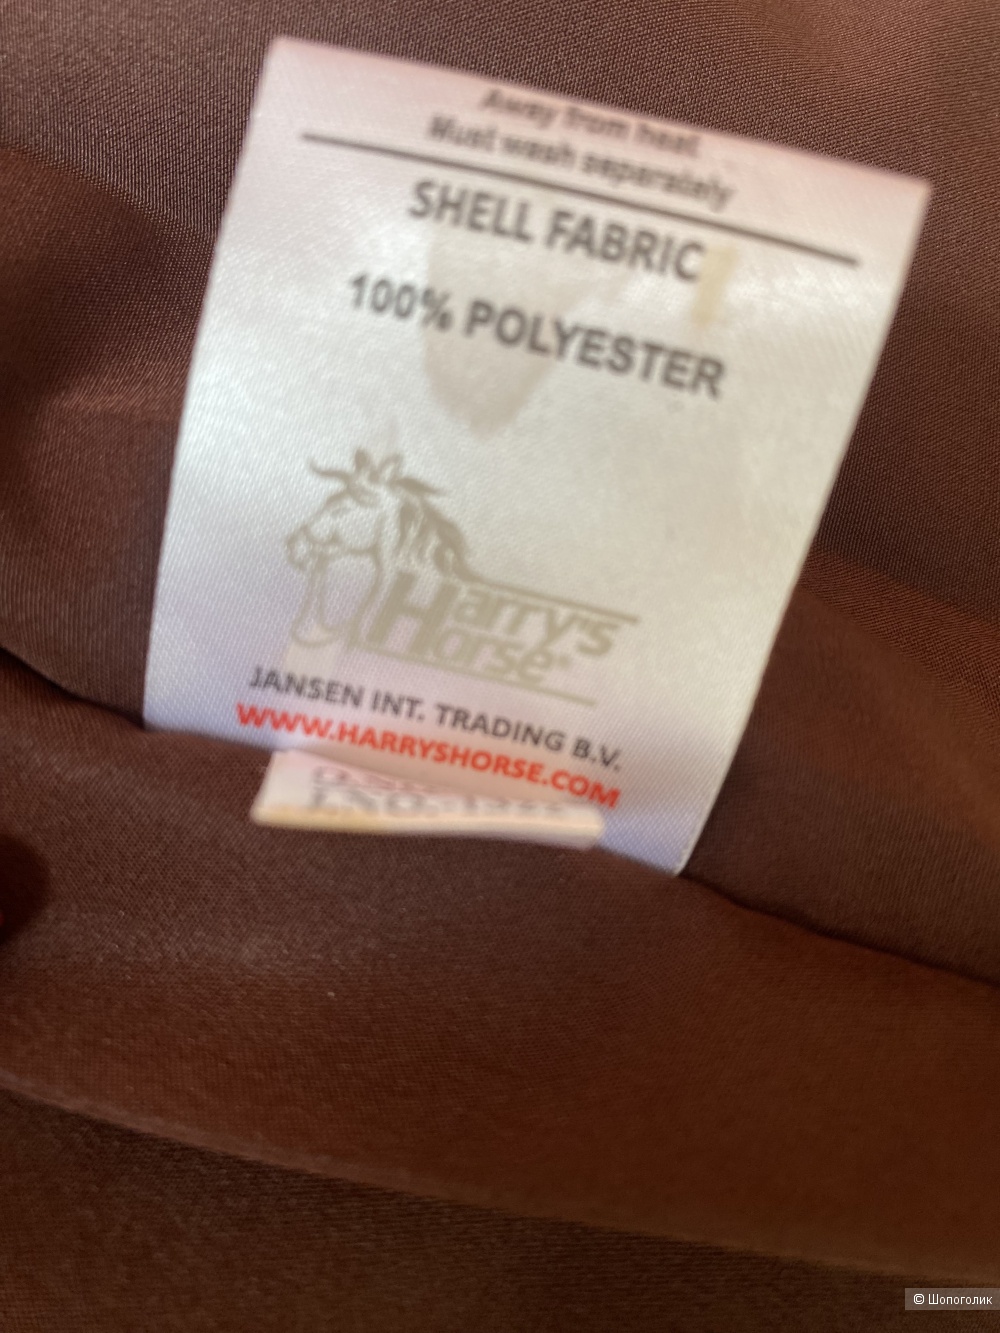 Away from heat
Must wash separately
SHELL FABRIC
100% POLYESTER
Harry's
Horse®
JANSEN INT. TRADING B.V.
WWW.HARRYSHORSE.COM
© Шопоголик